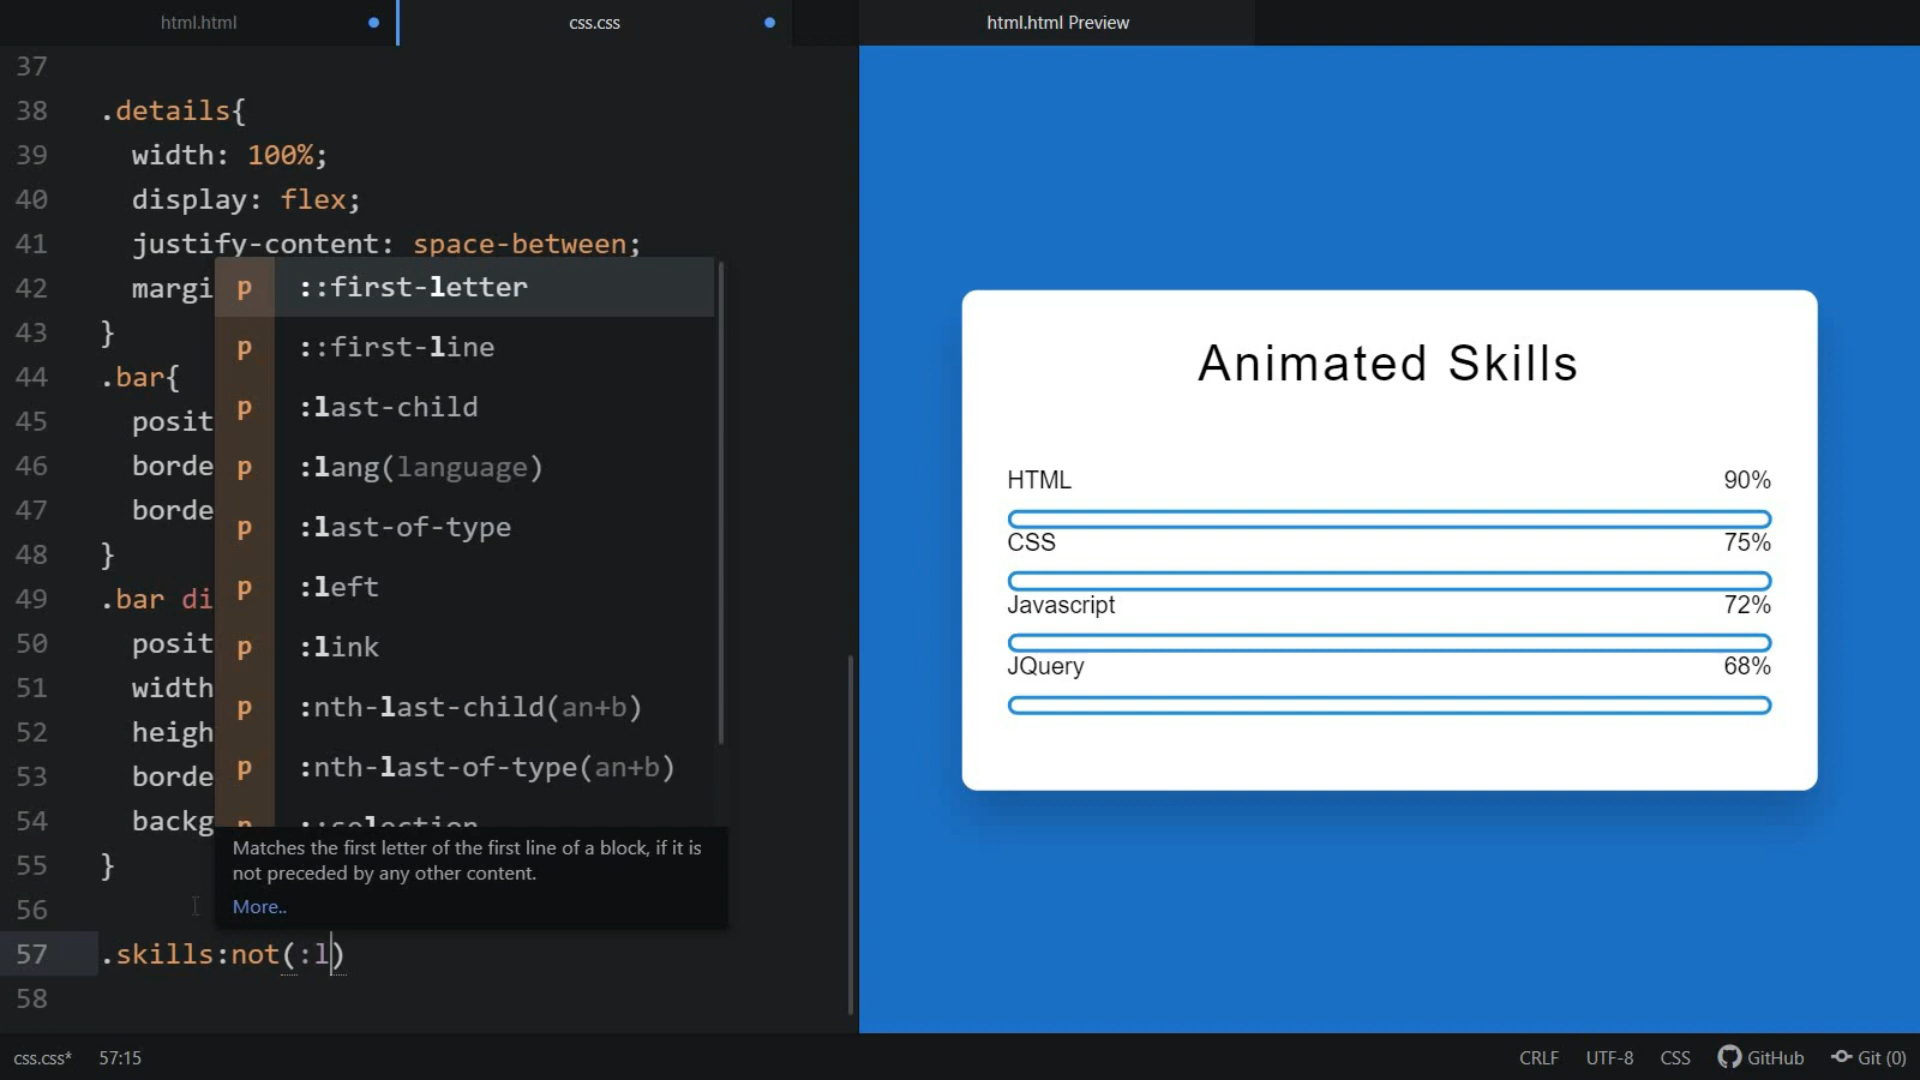 html.html
css.css
html.html Preview
37
38 .details{
39 width: 100%;
40 display: flex;
41 justify-content: space-between;
42 margi
43 }
44 .bar{
45 posit
46 borde
47 borde
48 }
49 .bar di
50 posit
51 width
52 heigh
53 borde
54 backg
55 }
56
57 .skills:not(:l)
58
p ::first-letter
p ::first-line
p :last-child
p :lang(language)
p :last-of-type
p :left
p :link
p :nth-last-child(an+b)
p :nth-last-of-type(an+b)
p ::selection
Matches the first letter of the first line of a block, if it is
not preceded by any other content.
More..
Animated Skills
HTML 90%
CSS 75%
Javascript 72%
JQuery 68%
css.css* 57:15
CRLF UTF-8 CSS GitHub Git (0)